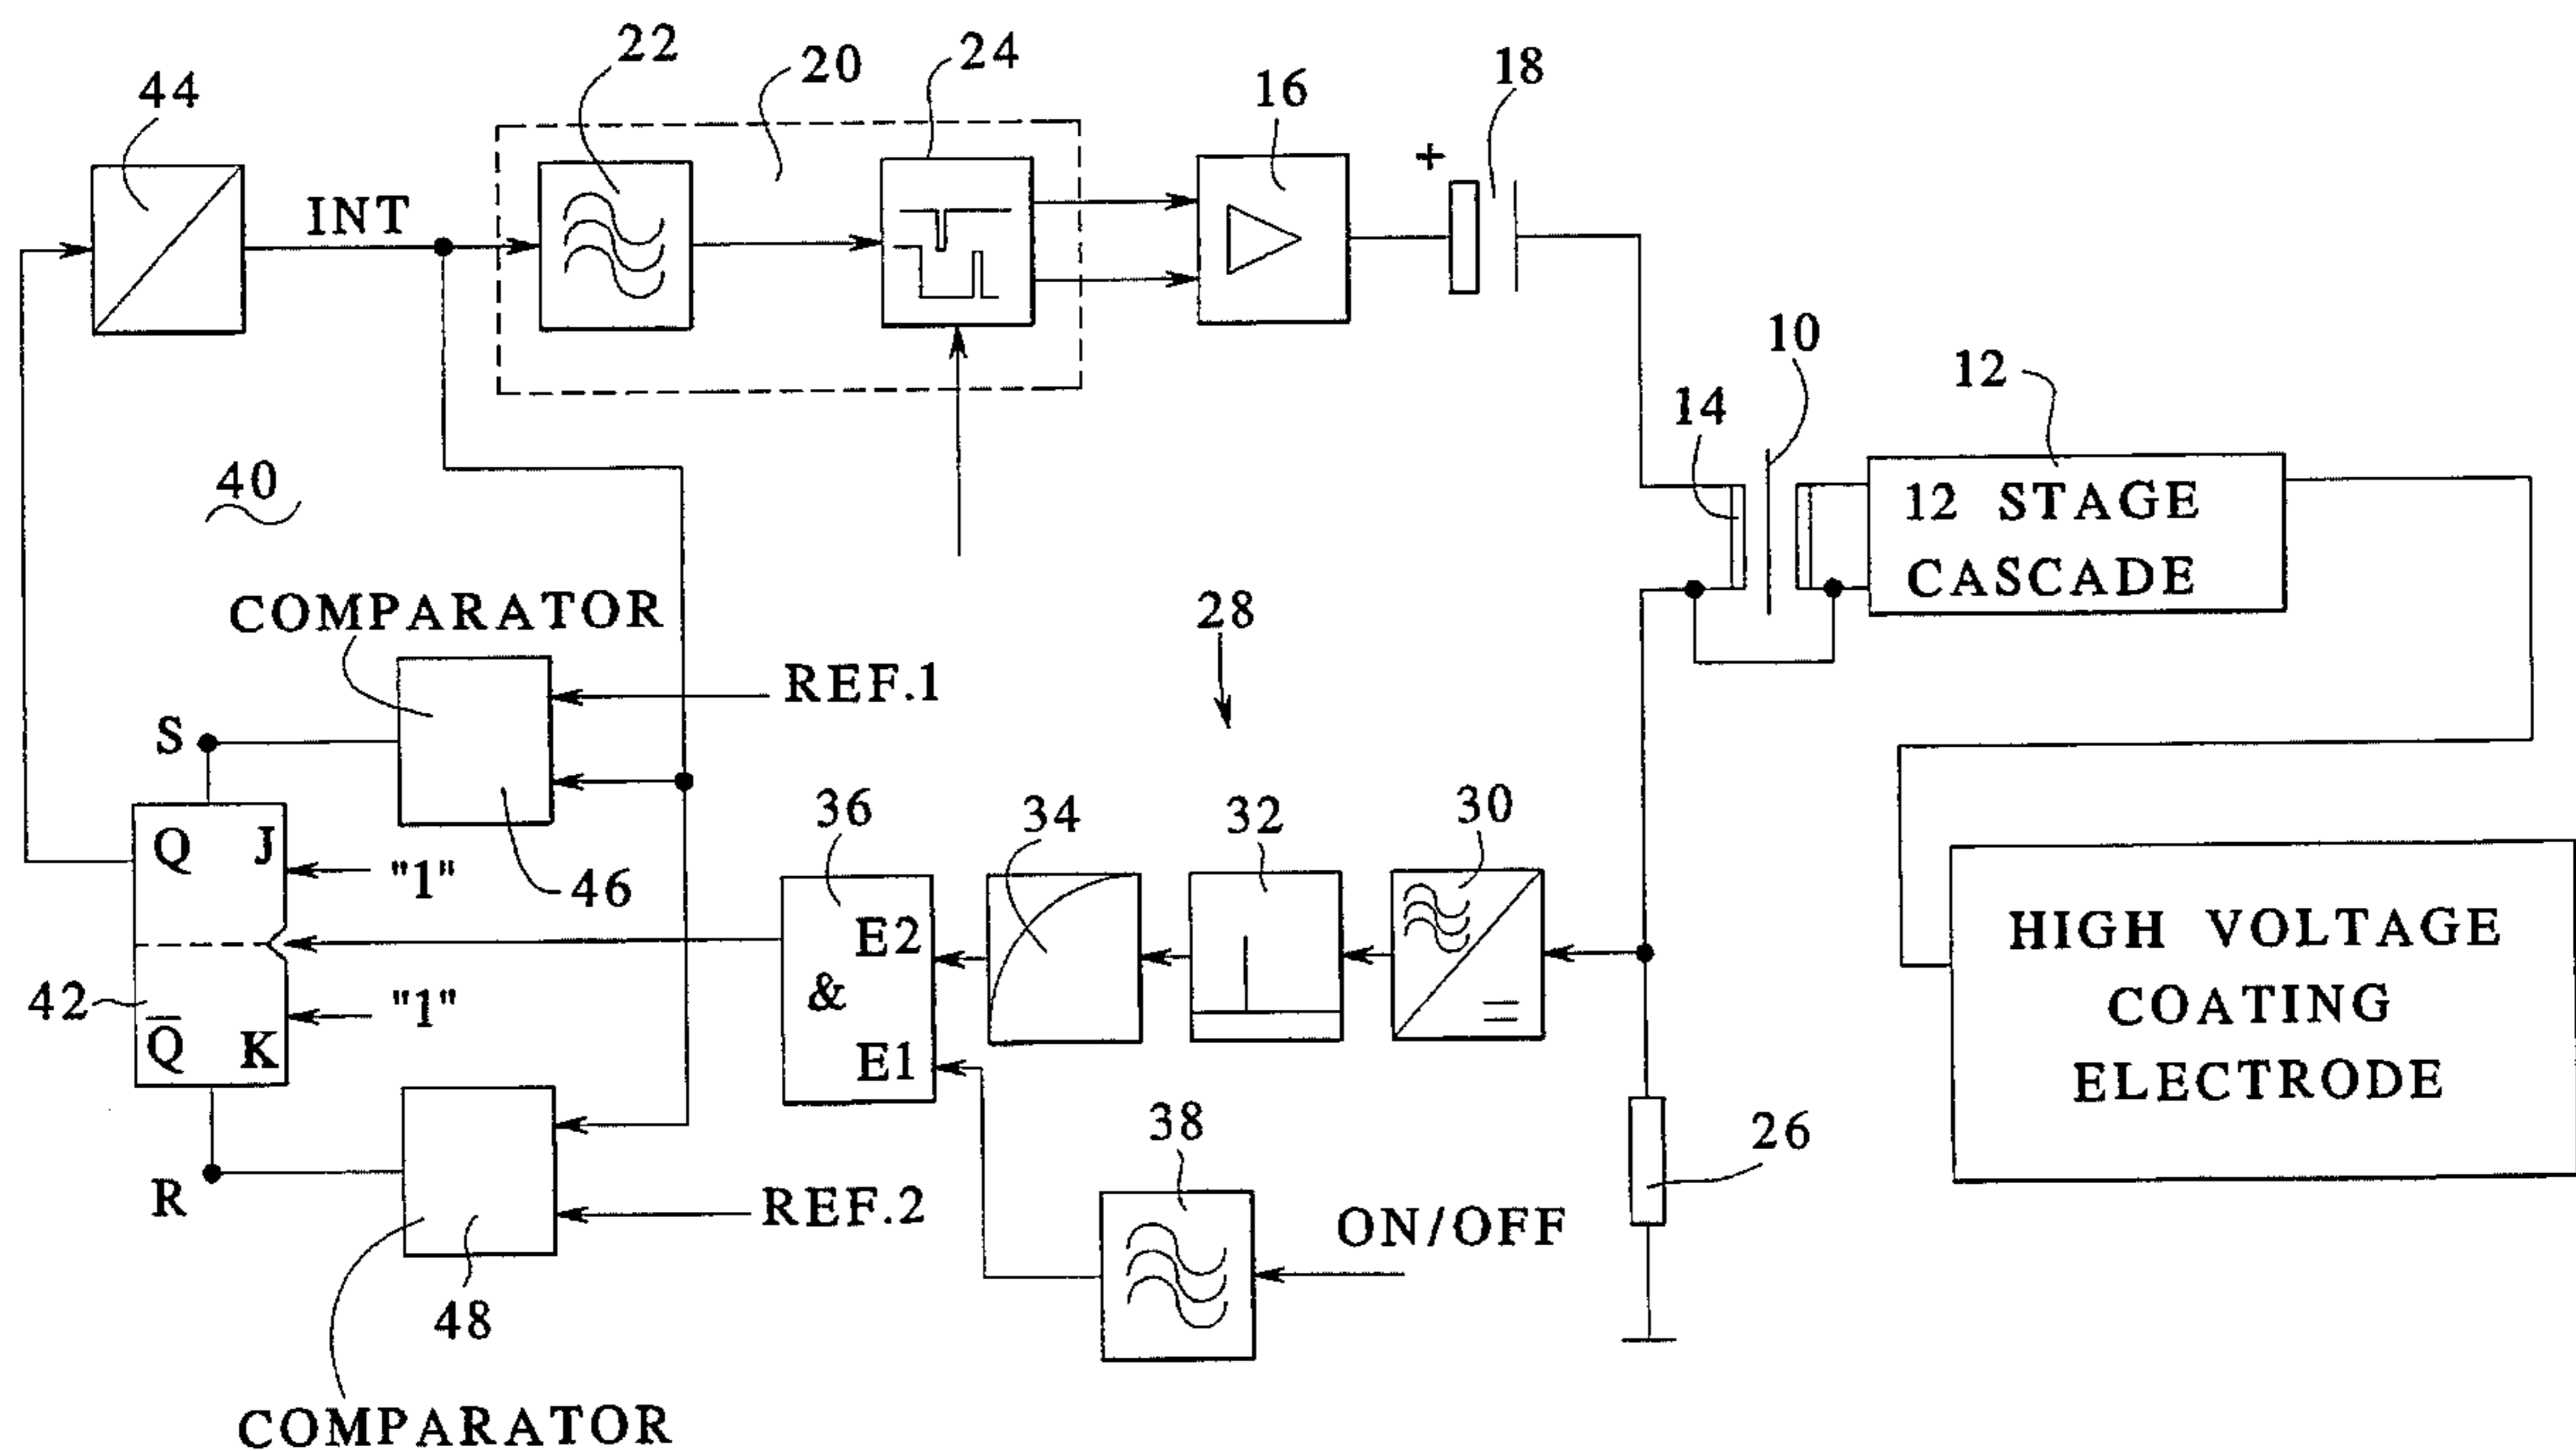 22
20
24
16
18
44
INT
+
10
12
14
12 STAGE
CASCADE
40
COMPARATOR
28
REF.1
S
36
34
32
30
Q J
"1"
46
E2
HIGH VOLTAGE
COATING
ELECTRODE
&
42
"1"
Q̅ K
E1
38
26
R
REF.2
ON/OFF
48
COMPARATOR